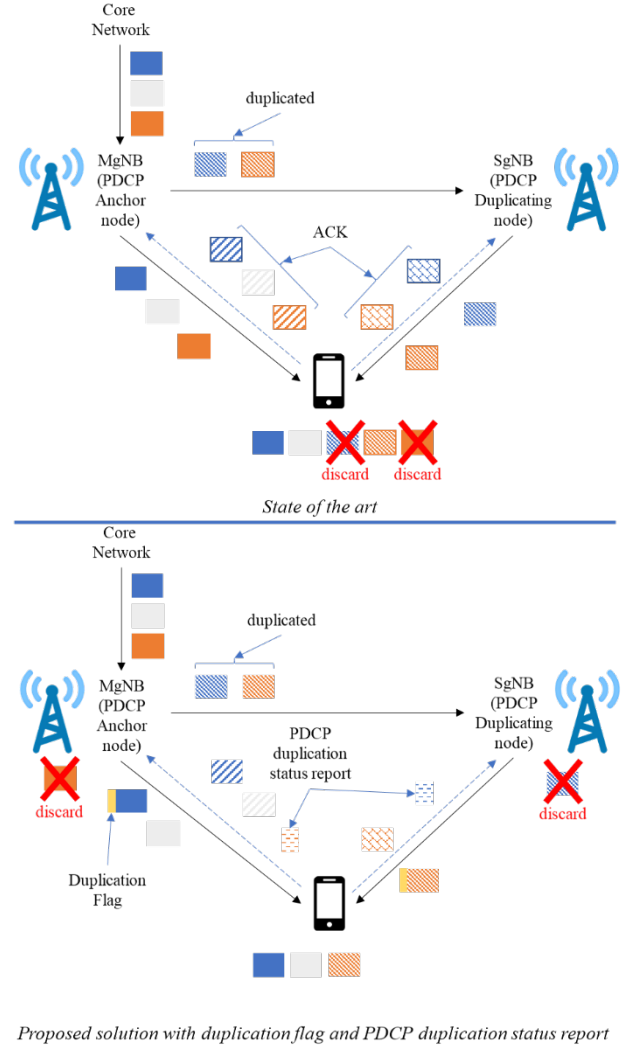 Core
Network
duplicated
MgNB
(PDCP
Anchor
node)
SgNB
(PDCP
Duplicating
node)
ACK
discard
discard
State of the art
Core
Network
duplicated
MgNB
(PDCP
Anchor
node)
SgNB
(PDCP
Duplicating
node)
PDCP
duplication
status report
discard
discard
Duplication
Flag
Proposed solution with duplication flag and PDCP duplication status report